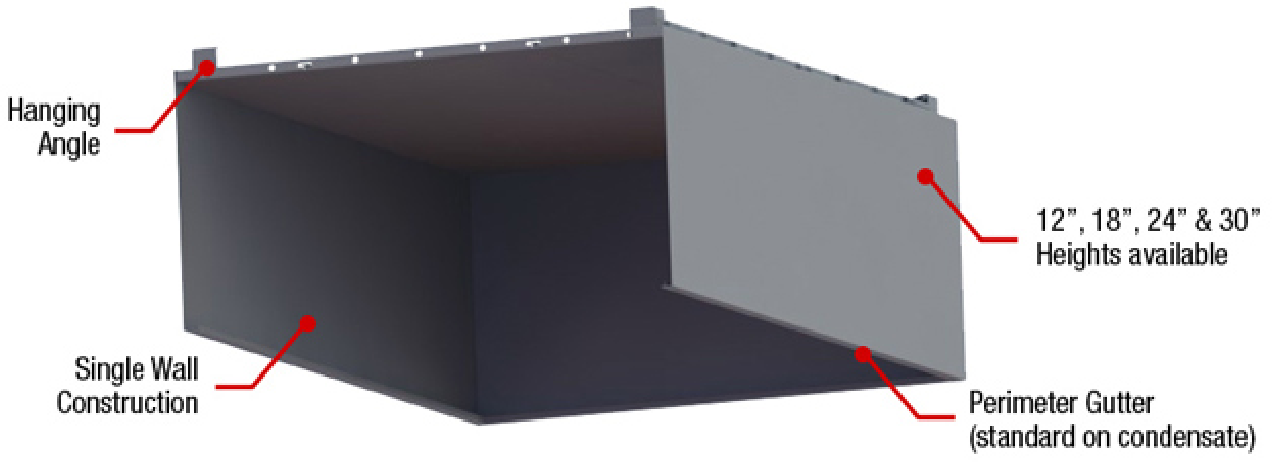 Hanging
Angle
12”, 18”, 24” & 30”
Heights available
Single Wall
Construction
Perimeter Gutter
(standard on condensate)